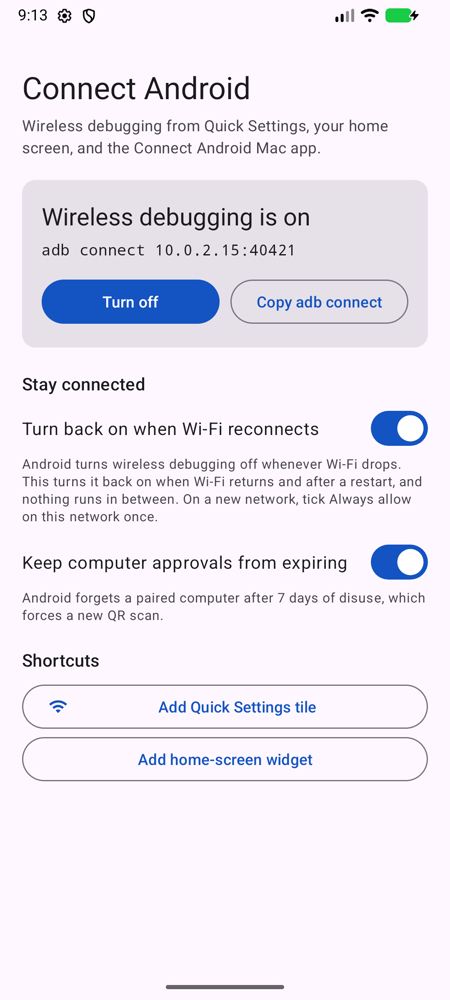 9:13
Connect Android
Wireless debugging from Quick Settings, your home
screen, and the Connect Android Mac app.
Wireless debugging is on
adb connect 10.0.2.15:40421
Turn off
Copy adb connect
Stay connected
Turn back on when Wi-Fi reconnects
Android turns wireless debugging off whenever Wi-Fi drops.
This turns it back on when Wi-Fi returns and after a restart, and
nothing runs in between. On a new network, tick Always allow
on this network once.
Keep computer approvals from expiring
Android forgets a paired computer after 7 days of disuse, which
forces a new QR scan.
Shortcuts
Add Quick Settings tile
Add home-screen widget